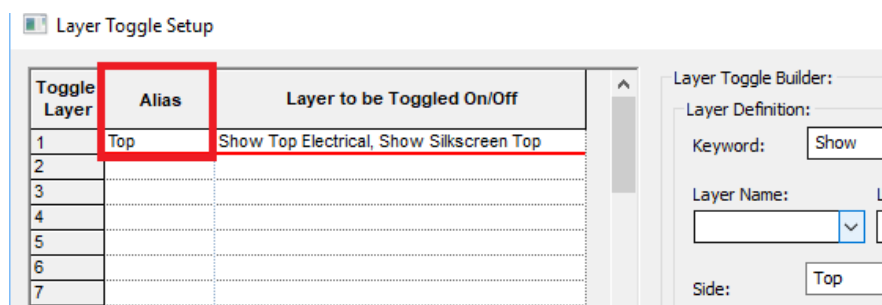 Layer Toggle Setup
Toggle Layer Alias Layer to be Toggled On/Off
1 Top Show Top Electrical, Show Silkscreen Top
2
3
4
5
6
7
Layer Toggle Builder:
Layer Definition:
Keyword: Show
Layer Name:
Side: Top